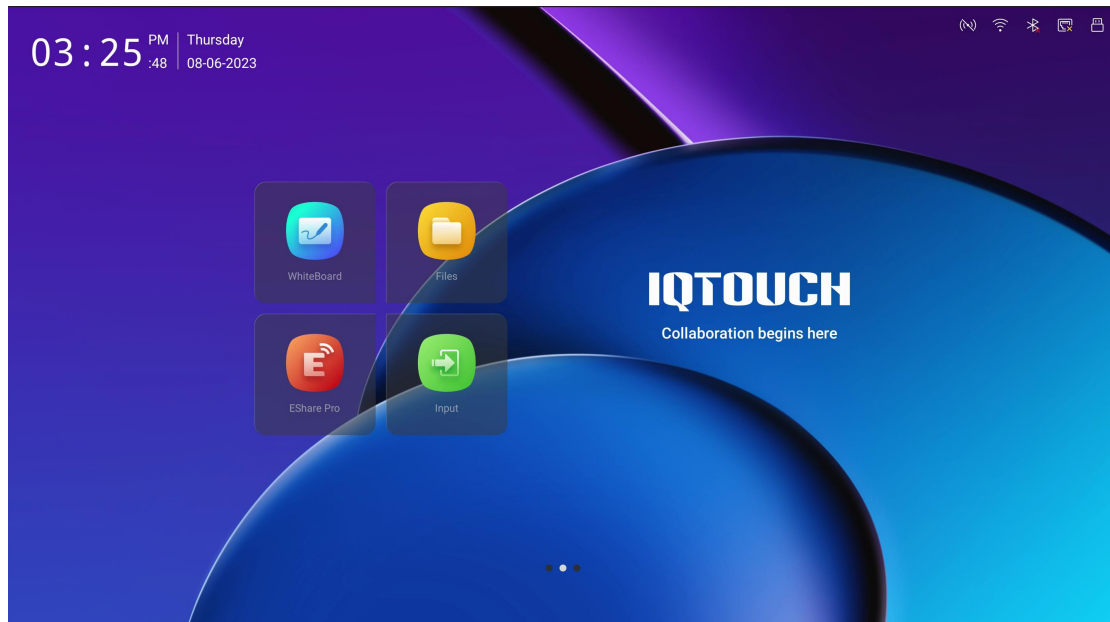 03:25 PM :48
Thursday
08-06-2023
WhiteBoard
Files
IQTOUCH
Collaboration begins here
E
EShare Pro
Input